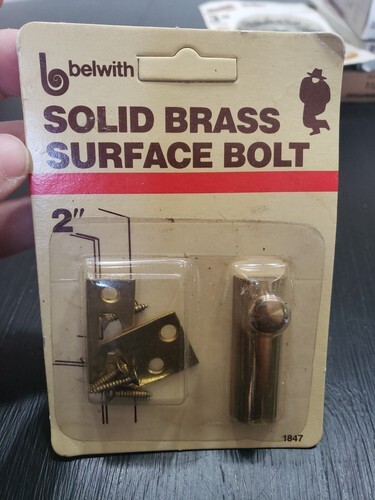 belwith
SOLID BRASS
SURFACE BOLT
2"
1847